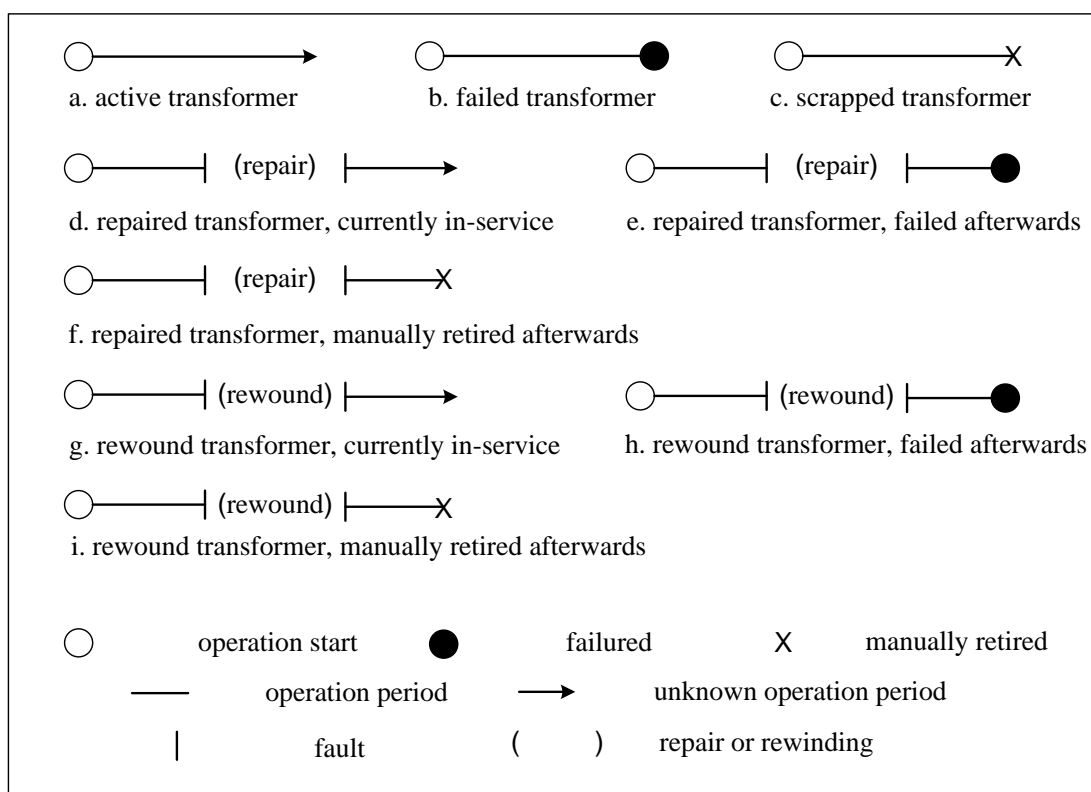 a. active transformer b. failed transformer c. scrapped transformer
X
(repair) (repair)
d. repaired transformer, currently in-service e. repaired transformer, failed afterwards
(repair) X
f. repaired transformer, manually retired afterwards
(rewound) (rewound)
g. rewound transformer, currently in-service h. rewound transformer, failed afterwards
(rewound) X
i. rewound transformer, manually retired afterwards
operation start failured X manually retired
operation period unknown operation period
fault ( ) repair or rewinding